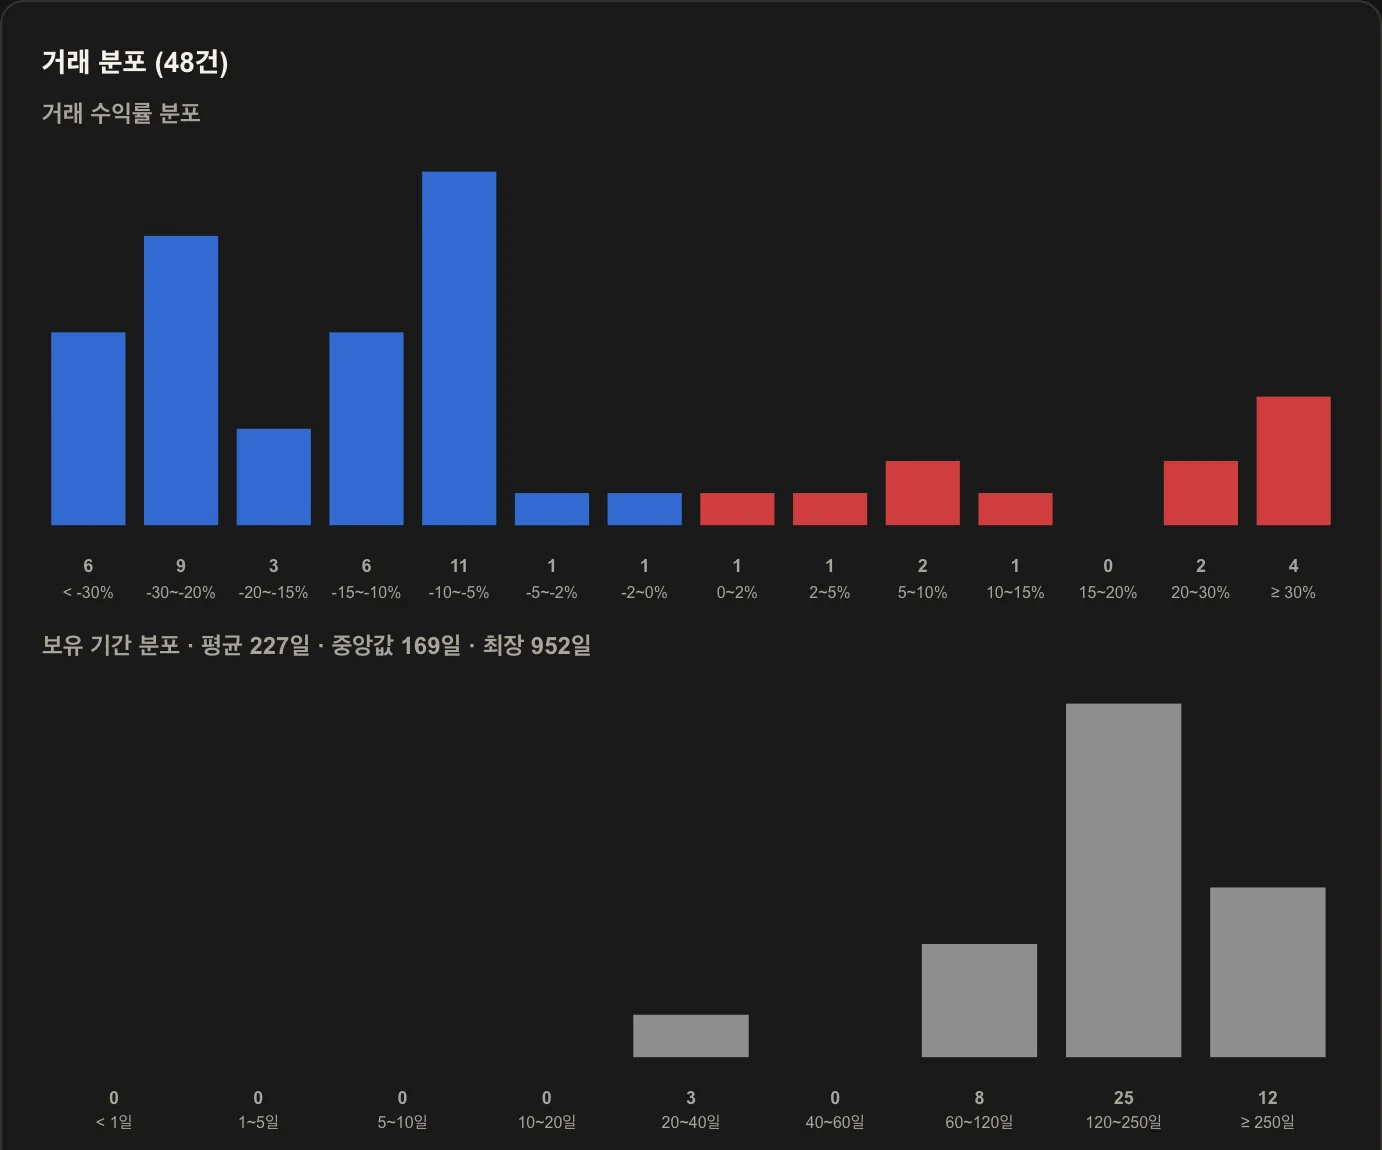 거래 분포 (48건)
거래 수익률 분포
6 9 3 6 11 1 1 1 1 2 1 0 2 4
< -30% -30~-20% -20~-15% -15~-10% -10~-5% -5~-2% -2~0% 0~2% 2~5% 5~10% 10~15% 15~20% 20~30% ≥ 30%
보유 기간 분포 · 평균 227일 · 중앙값 169일 · 최장 952일
0 0 0 0 3 0 8 25 12
< 1일 1~5일 5~10일 10~20일 20~40일 40~60일 60~120일 120~250일 ≥ 250일